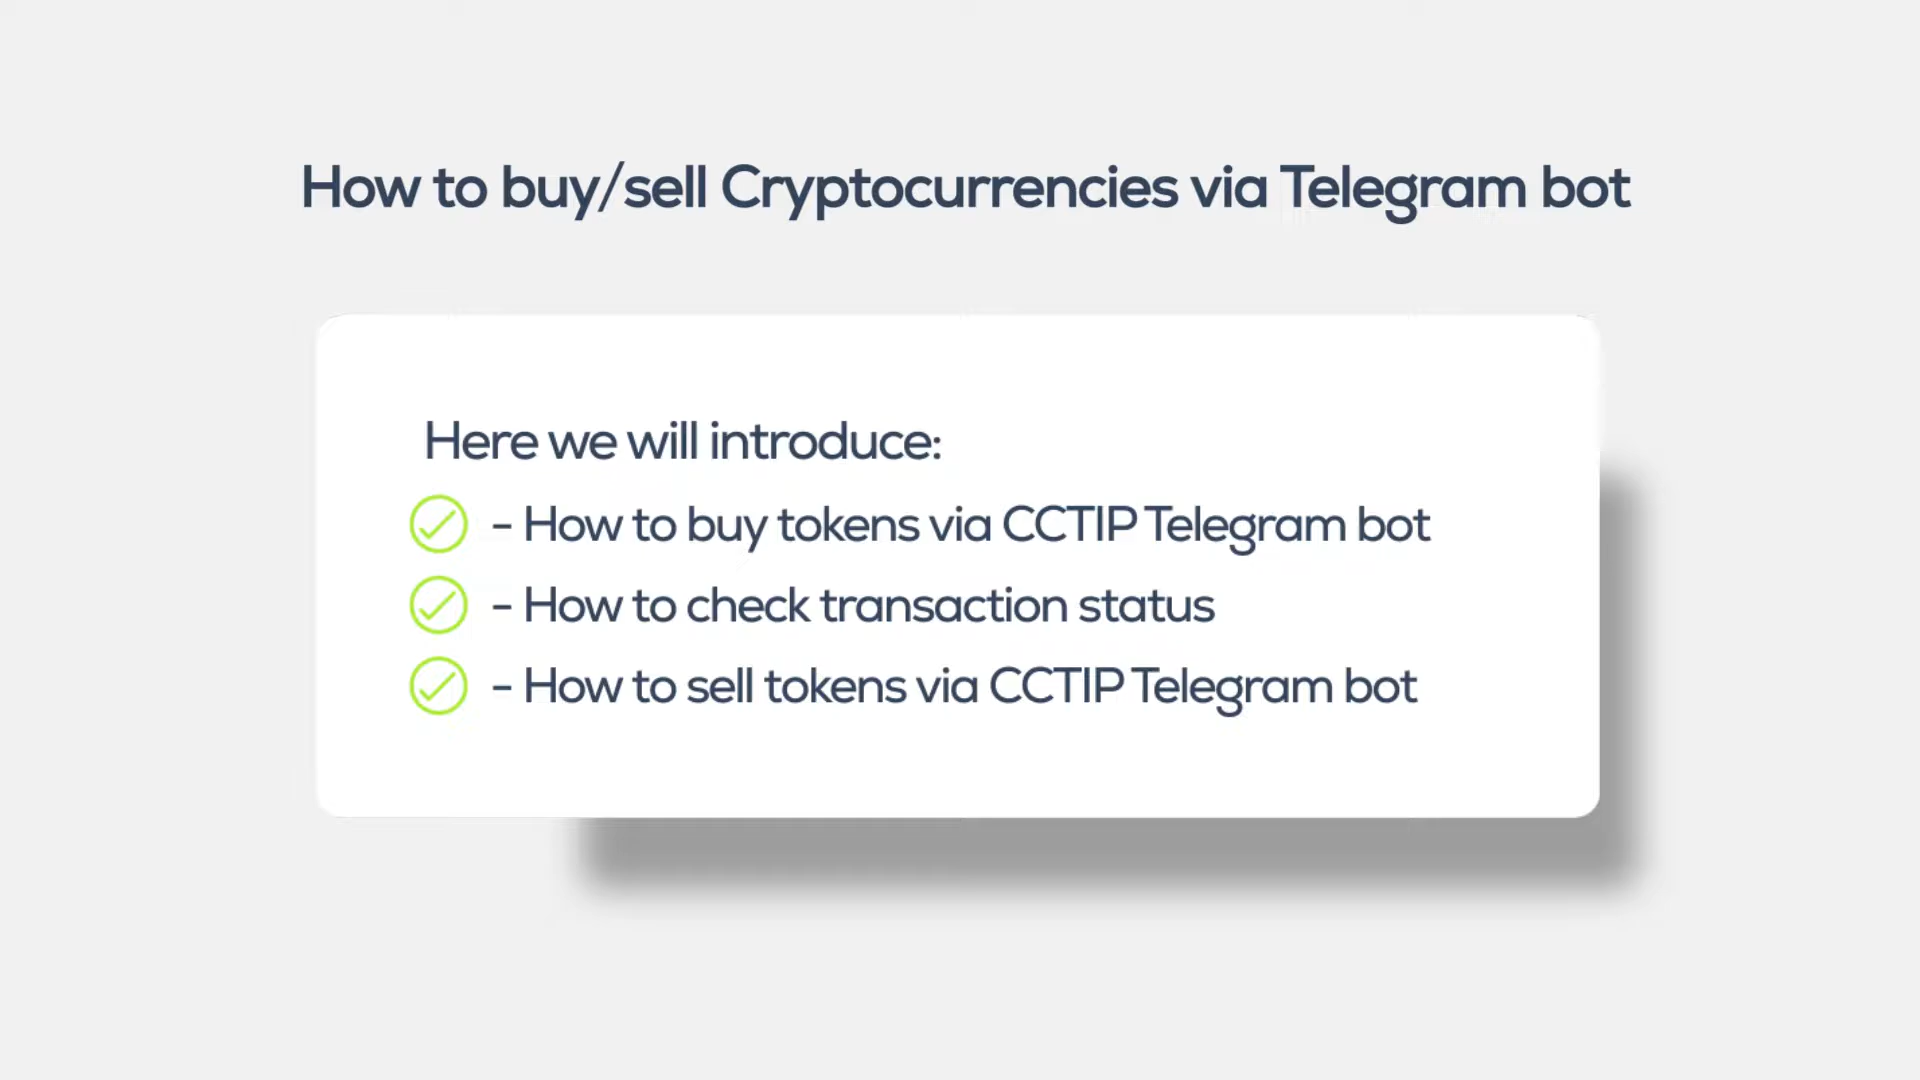 How to buy/sell Cryptocurrencies via Telegram bot
Here we will introduce:
- How to buy tokens via CCTIP Telegram bot
- How to check transaction status
- How to sell tokens via CCTIP Telegram bot